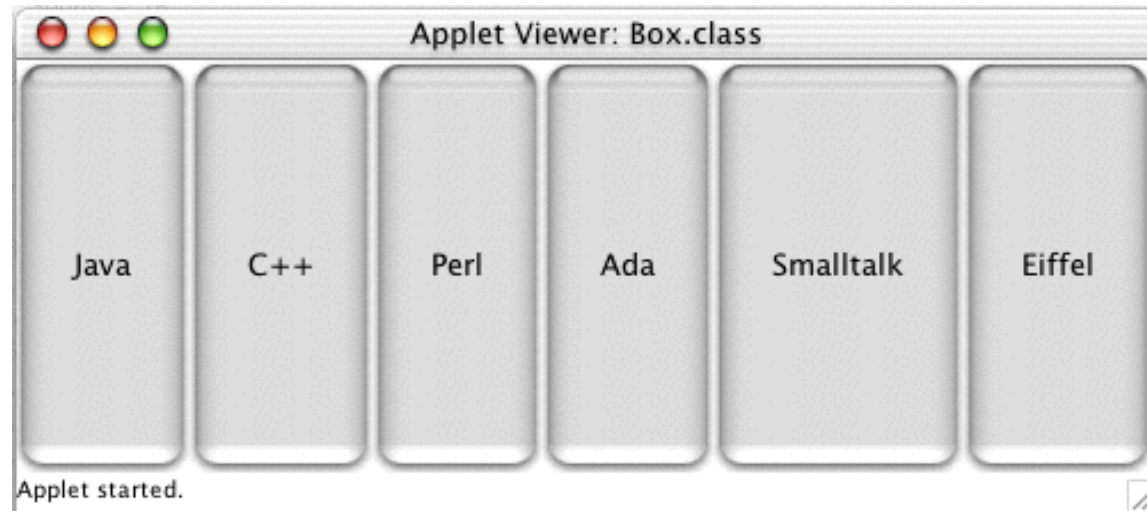 Applet Viewer: Box.class
Java C++ Perl Ada Smalltalk Eiffel
Applet started.